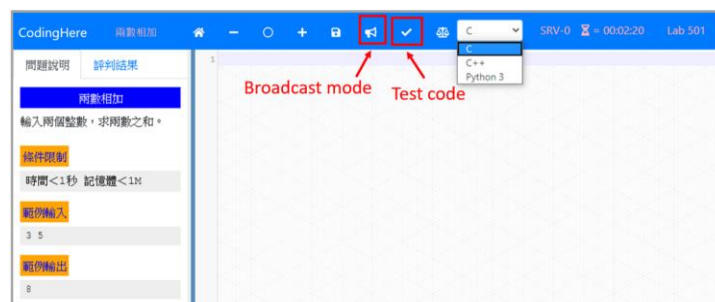 CodingHere 兩數相加 C SRV-0 = 00:02:20 Lab 501
C
C++
Python 3
問題說明 評判結果
兩數相加
輸入兩個整數，求兩數之和。
條件限制
時間<1秒 記憶體<1M
範例輸入
3 5
範例輸出
8
1
Broadcast mode
Test code